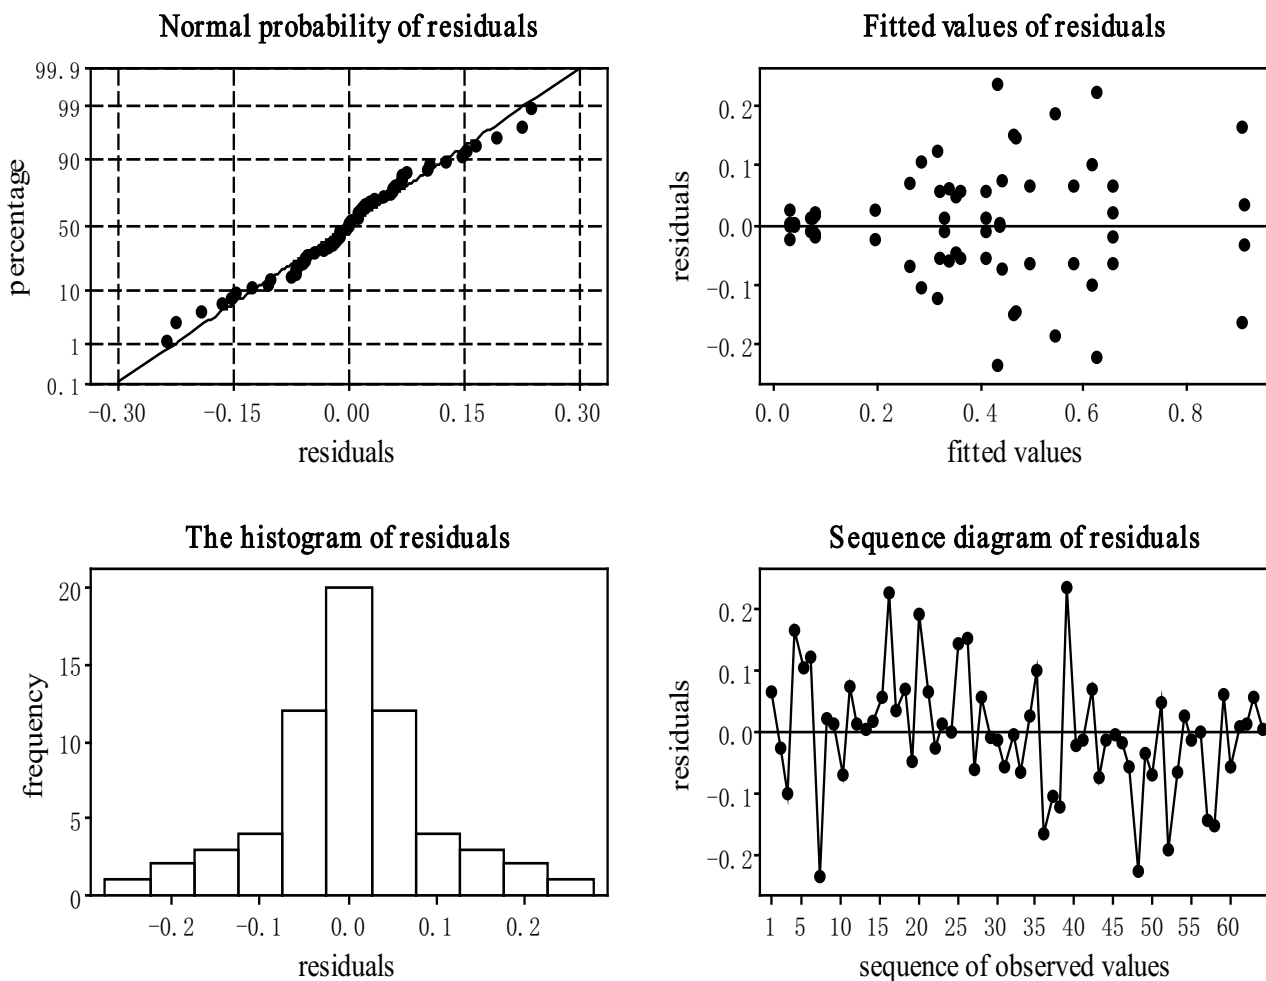 Normal probability of residuals
99.9
99
90
50
10
1
0.1
percentage
-0.30 -0.15 0.00 0.15 0.30
residuals
Fitted values of residuals
0.2
0.1
0.0
-0.1
-0.2
residuals
0.0 0.2 0.4 0.6 0.8
fitted values
The histogram of residuals
20
15
10
5
0
frequency
-0.2 -0.1 0.0 0.1 0.2
residuals
Sequence diagram of residuals
0.2
0.1
0.0
-0.1
-0.2
residuals
1 5 10 15 20 25 30 35 40 45 50 55 60
sequence of observed values